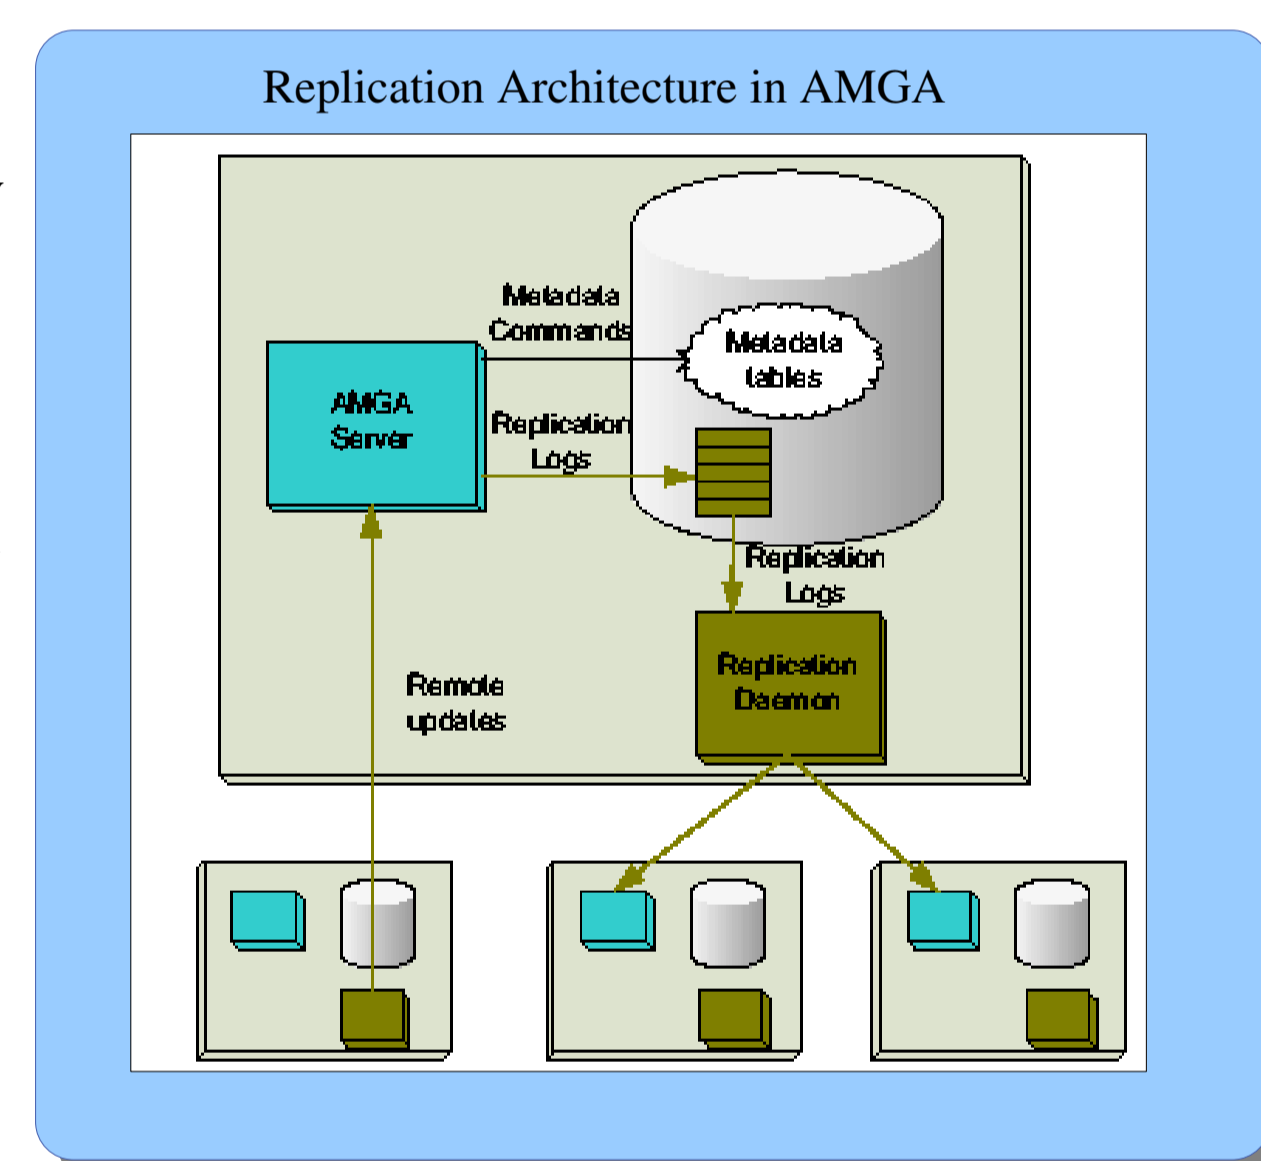 Replication Architecture in AMGA
Metadata
Commands
Metadata
tables
AMGA
Server
Replication
Logs
Replication
Logs
Replication
Daemon
Remote
updates